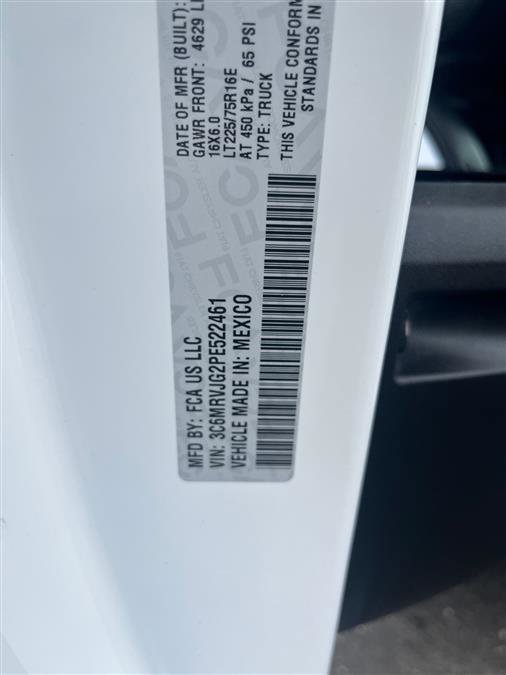 MFD BY: FCA US LLC
VIN: 3C6MRVJG2PE522461
VEHICLE MADE IN: MEXICO
DATE OF MFR (BUILT):
GAWR FRONT: 4629
16X6.0
LT225/75R16E
AT 450 kPa / 65 PSI
TYPE: TRUCK
THIS VEHICLE CONFORM
STANDARDS IN